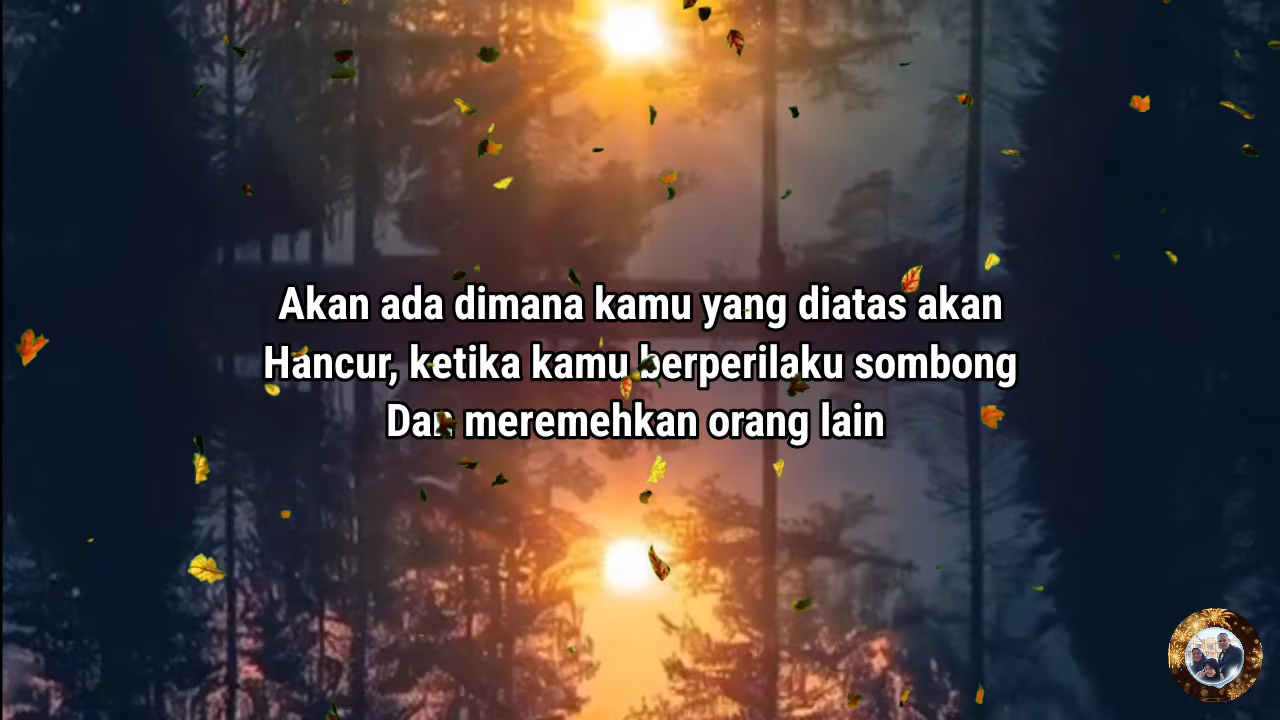 Akan ada dimana kamu yang diatas akan
Hancur, ketika kamu berperilaku sombong
Dan meremehkan orang lain